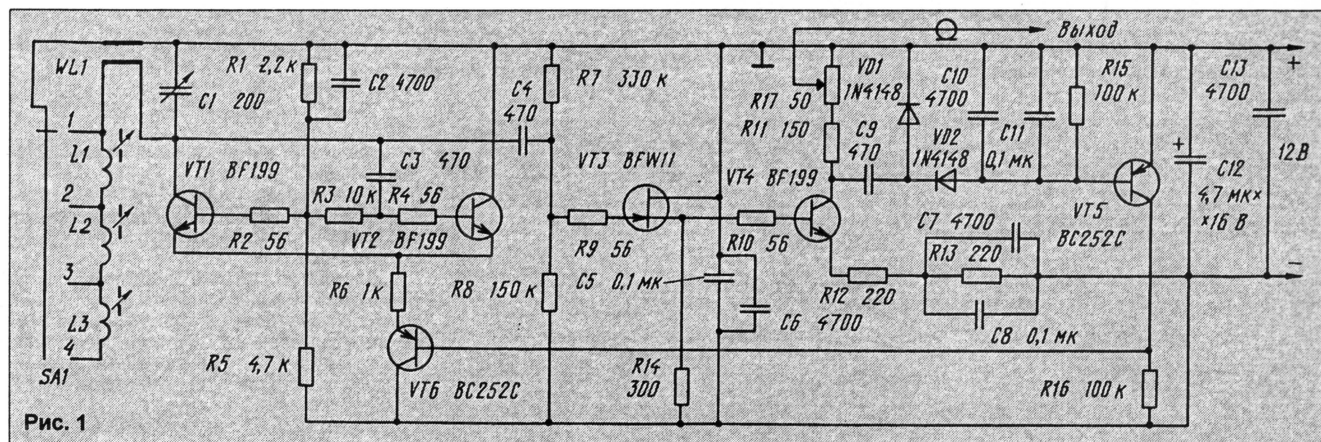 Выход
WL1
C1 200
R1 2,2 к
C2 4700
C4
470
R7 330 к
R17 50
R11 150
VD1
1N4148
C10
4700
R15
100 к
C13
4700
+
1
L1
2
L2
3
L3
4
SA1
VT1 BF199
C3 470
R3 10 к
R4 56
R2 56
VT2 BF199
VT3 BFW11
R9 56
VT4 BF199
R10 56
C9
470
VD2
1N4148
C11
0,1 мк
VT5
BC252C
+
C12
4,7 мк×
×16 В
12 В
C7 4700
R13 220
R12 220
C8 0,1 мк
–
R6 1к
R8 150 к
C5
0,1 мк
C6
4700
R5 4,7 к
VT6 BC252C
R14
300
R16 100 к
Рис. 1